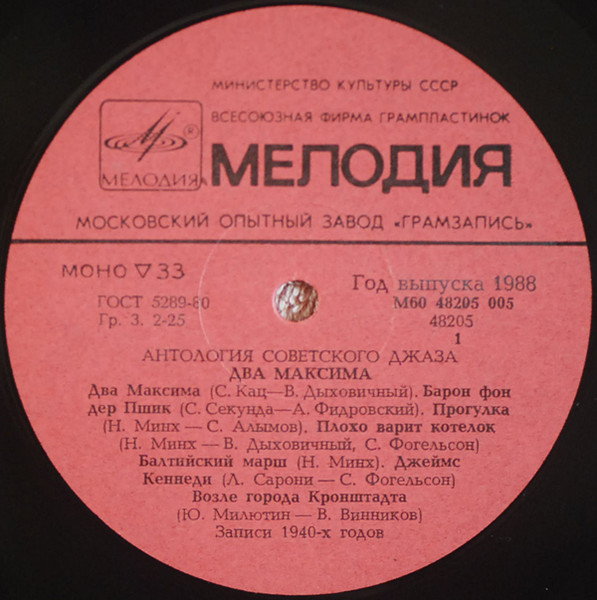 МИНИСТЕРСТВО КУЛЬТУРЫ СССР
ВСЕСОЮЗНАЯ ФИРМА ГРАМПЛАСТИНОК
® МЕЛОДИЯ
МЕЛОДИЯ
МОСКОВСКИЙ ОПЫТНЫЙ ЗАВОД «ГРАМЗАПИСЬ»
МОНО ▽ 33
ГОСТ 5289-80
Гр. 3. 2-25
Год выпуска 1988
М60 48205 005
48205
1
АНТОЛОГИЯ СОВЕТСКОГО ДЖАЗА
ДВА МАКСИМА
Два Максима (С. Кац—В. Дыховичный). Барон фон
дер Пшик (С. Секунда—А. Фидровский). Прогулка
(Н. Минх — С. Алымов). Плохо варит котелок
(Н. Минх — В. Дыховичный, С. Фогельсон)
Балтийский марш (Н. Минх). Джеймс
Кеннеди (Л. Сарони — С. Фогельсон)
Возле города Кронштадта
(Ю. Милютин — В. Винников)
Записи 1940-х годов